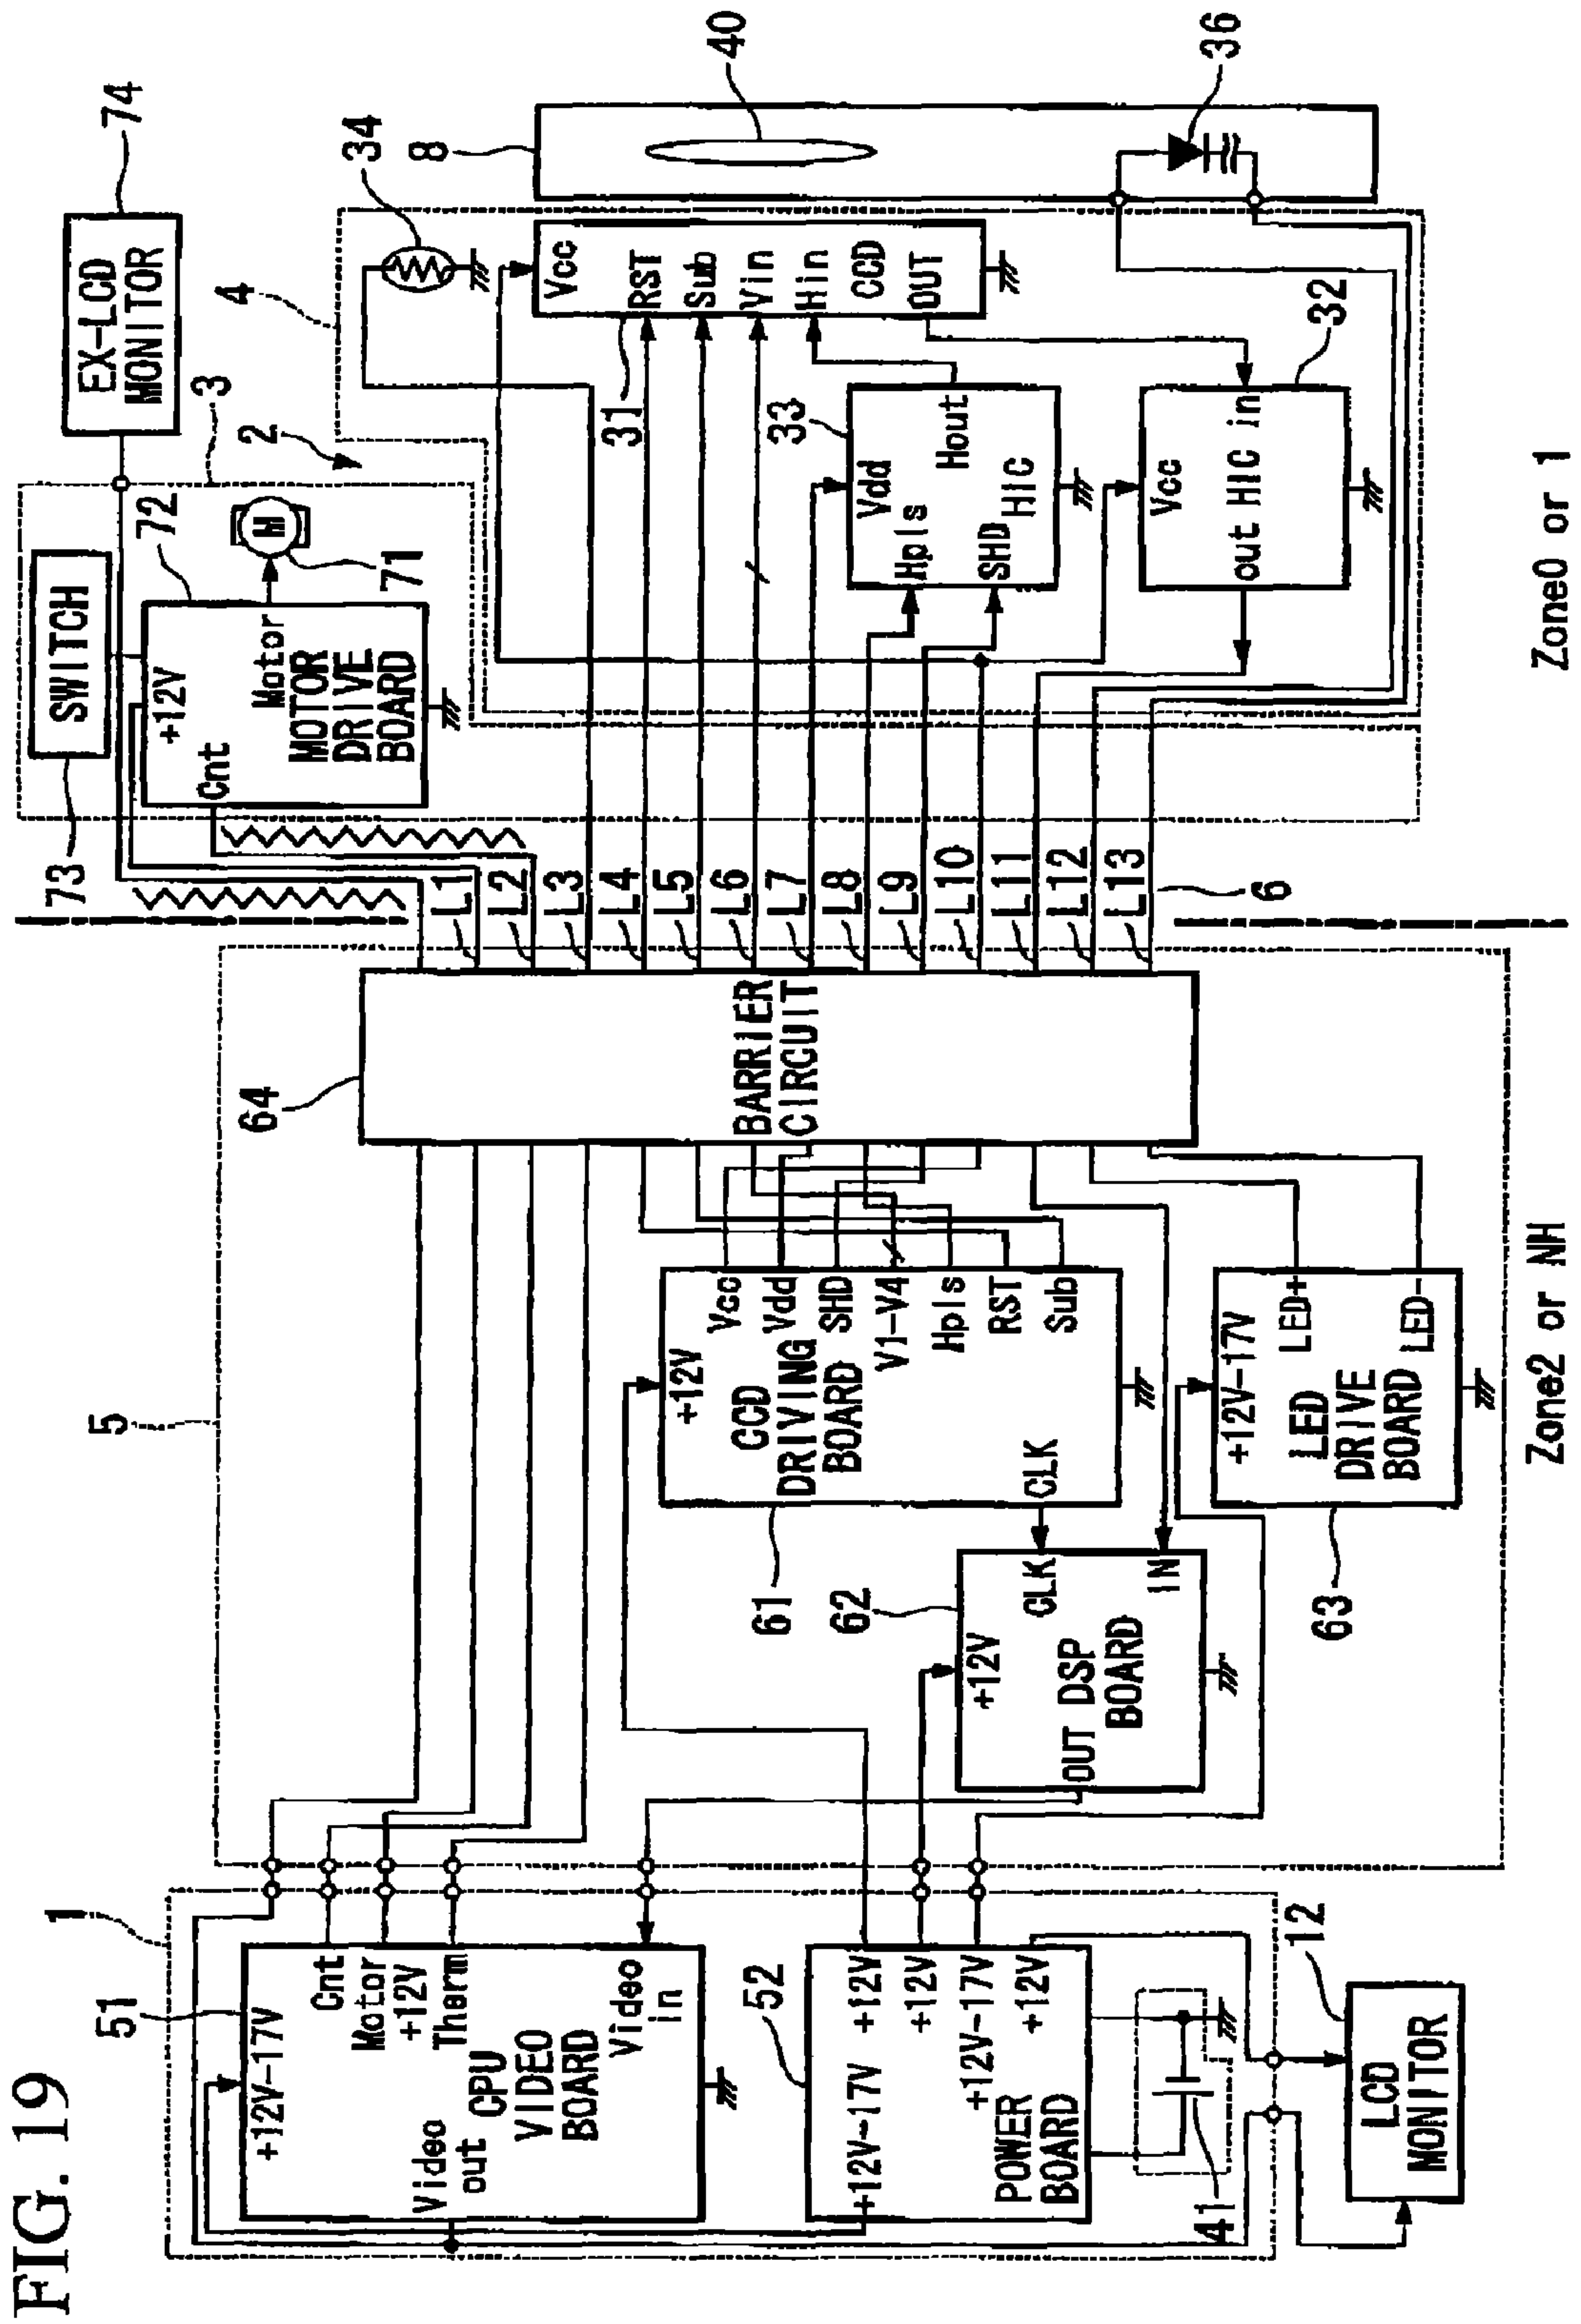 FIG. 19
1
51
+12V-17V
Cnt
Motor
+12V
Therm
Video
out
CPU
VIDEO
BOARD
Video
in
52
+12V-17V
+12V
+12V
+12V-17V
+12V
POWER
BOARD
41
12
LCD
MONITOR
5
64
BARRIER
CIRCUIT
61
+12V
CCD
DRIVING
BOARD
Vcc
Vdd
SHD
V1-V4
Hpls
RST
Sub
CLK
62
+12V
CLK
IN
OUT DSP
BOARD
63
+12V-17V
LED+
LED
DRIVE
BOARD
LED-
Zone2 or NH
L1
L2
L3
L4
L5
L6
L7
L8
L9
L10
L11
L12
L13
6
73
SWITCH
72
+12V
Cnt
Motor
MOTOR
DRIVE
BOARD
M
71
3
2
EX-LCD
MONITOR
74
4
34
31
Vcc
RST
Sub
Vin
Hin
CCD
OUT
33
Vdd
Hpls
Hout
SHD
HIC
32
Vcc
out HIC in
8
40
36
Zone0 or 1